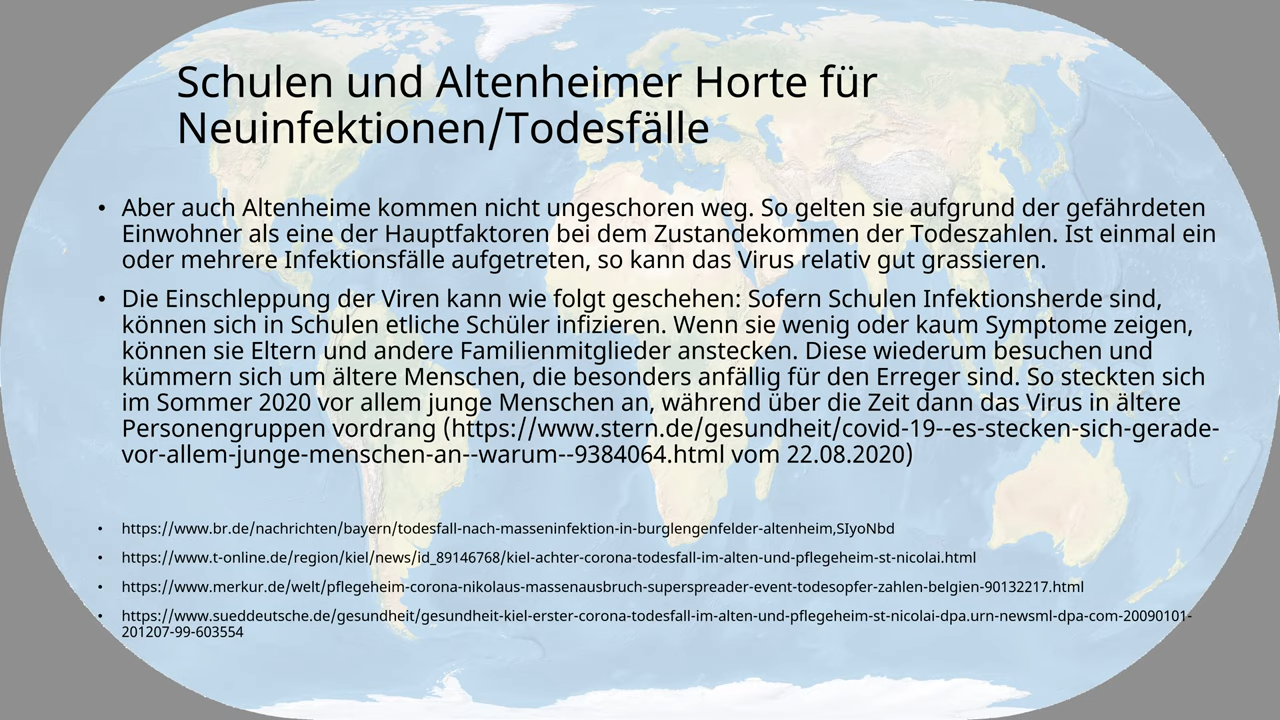 Schulen und Altenheimer Horte für
Neuinfektionen/Todesfälle
• Aber auch Altenheime kommen nicht ungeschoren weg. So gelten sie aufgrund der gefährdeten
Einwohner als eine der Hauptfaktoren bei dem Zustandekommen der Todeszahlen. Ist einmal ein
oder mehrere Infektionsfälle aufgetreten, so kann das Virus relativ gut grassieren.
• Die Einschleppung der Viren kann wie folgt geschehen: Sofern Schulen Infektionsherde sind,
können sich in Schulen etliche Schüler infizieren. Wenn sie wenig oder kaum Symptome zeigen,
können sie Eltern und andere Familienmitglieder anstecken. Diese wiederum besuchen und
kümmern sich um ältere Menschen, die besonders anfällig für den Erreger sind. So steckten sich
im Sommer 2020 vor allem junge Menschen an, während über die Zeit dann das Virus in ältere
Personengruppen vordrang (https://www.stern.de/gesundheit/covid-19--es-stecken-sich-gerade-
vor-allem-junge-menschen-an--warum--9384064.html vom 22.08.2020)
• https://www.br.de/nachrichten/bayern/todesfall-nach-masseninfektion-in-burglengenfelder-altenheim,SIyoNbd
• https://www.t-online.de/region/kiel/news/id_89146768/kiel-achter-corona-todesfall-im-alten-und-pflegeheim-st-nicolai.html
• https://www.merkur.de/welt/pflegeheim-corona-nikolaus-massenausbruch-superspreader-event-todesopfer-zahlen-belgien-90132217.html
• https://www.sueddeutsche.de/gesundheit/gesundheit-kiel-erster-corona-todesfall-im-alten-und-pflegeheim-st-nicolai-dpa.urn-newsml-dpa-com-20090101-
201207-99-603554